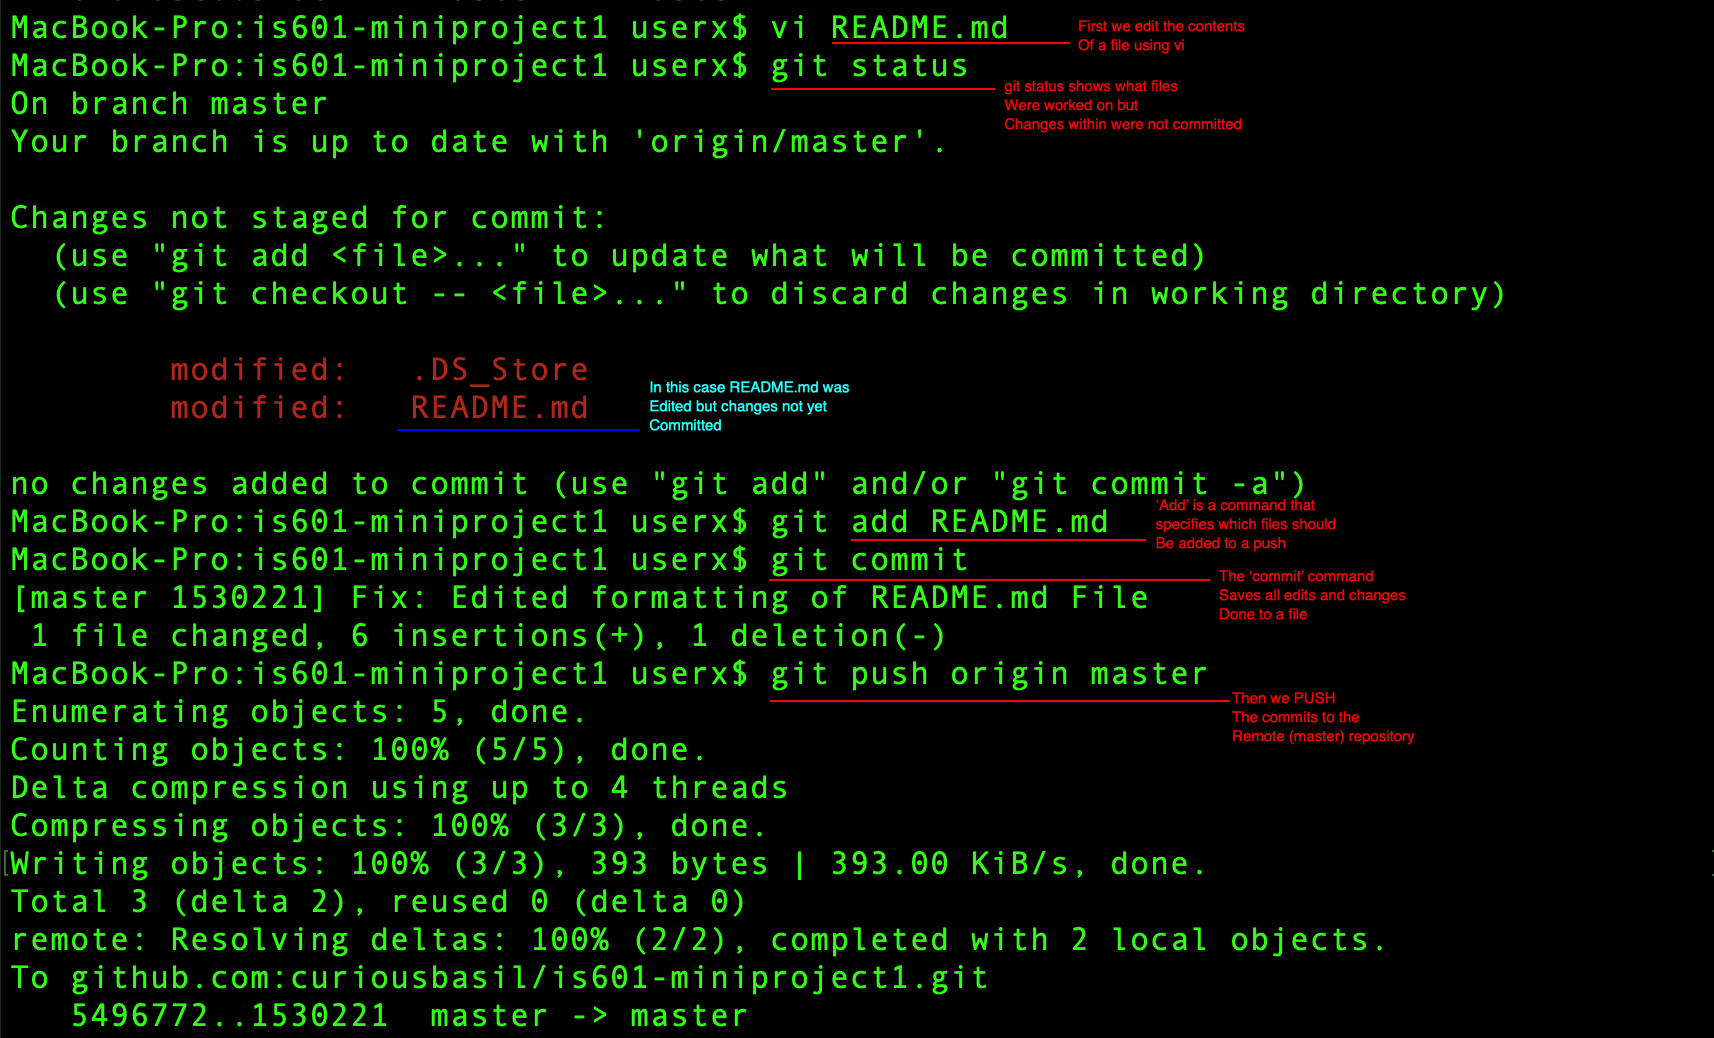 MacBook-Pro:is601-miniproject1 userx$ vi README.md
First we edit the contents
Of a file using vi
MacBook-Pro:is601-miniproject1 userx$ git status
git status shows what files
Were worked on but
Changes within were not committed
On branch master
Your branch is up to date with 'origin/master'.
Changes not staged for commit:
  (use "git add <file>..." to update what will be committed)
  (use "git checkout -- <file>..." to discard changes in working directory)
modified:   .DS_Store
modified:   README.md
In this case README.md was
Edited but changes not yet
Committed
no changes added to commit (use "git add" and/or "git commit -a")
MacBook-Pro:is601-miniproject1 userx$ git add README.md
‘Add’ is a command that
specifies which files should
Be added to a push
MacBook-Pro:is601-miniproject1 userx$ git commit
The ‘commit’ command
Saves all edits and changes
Done to a file
[master 1530221] Fix: Edited formatting of README.md File
 1 file changed, 6 insertions(+), 1 deletion(-)
MacBook-Pro:is601-miniproject1 userx$ git push origin master
Then we PUSH
The commits to the
Remote (master) repository
Enumerating objects: 5, done.
Counting objects: 100% (5/5), done.
Delta compression using up to 4 threads
Compressing objects: 100% (3/3), done.
Writing objects: 100% (3/3), 393 bytes | 393.00 KiB/s, done.
Total 3 (delta 2), reused 0 (delta 0)
remote: Resolving deltas: 100% (2/2), completed with 2 local objects.
To github.com:curiousbasil/is601-miniproject1.git
   5496772..1530221  master -> master